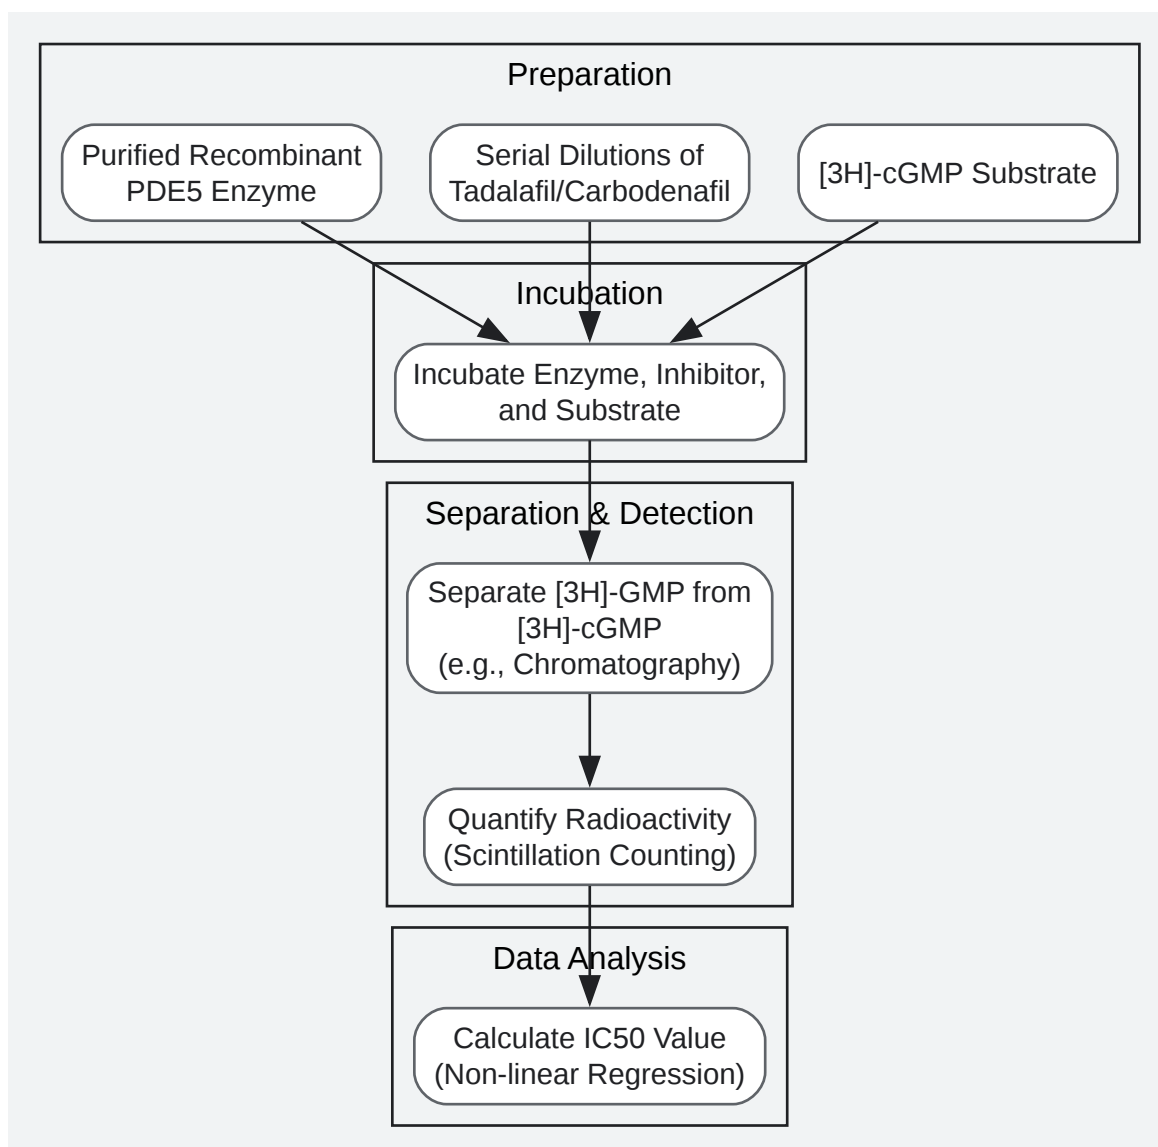 Preparation
Purified Recombinant
PDE5 Enzyme
Serial Dilutions of
Tadalafil/Carbodenafil
[3H]-cGMP Substrate
Incubation
Incubate Enzyme, Inhibitor,
and Substrate
Separation & Detection
Separate [3H]-GMP from
[3H]-cGMP
(e.g., Chromatography)
Quantify Radioactivity
(Scintillation Counting)
Data Analysis
Calculate IC50 Value
(Non-linear Regression)